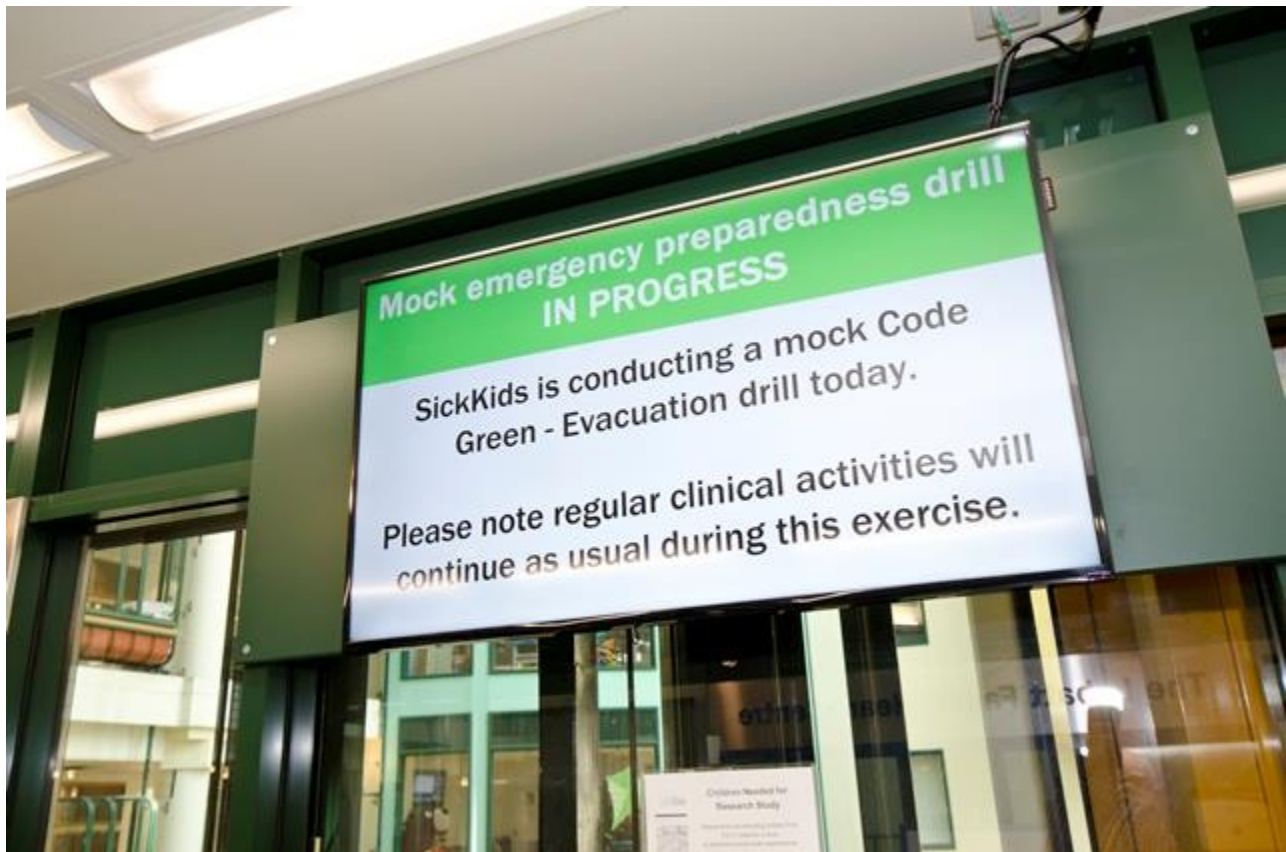 Mock emergency preparedness drill
IN PROGRESS
SickKids is conducting a mock Code
Green - Evacuation drill today.
Please note regular clinical activities will
continue as usual during this exercise.
Children Needed for
Research Study